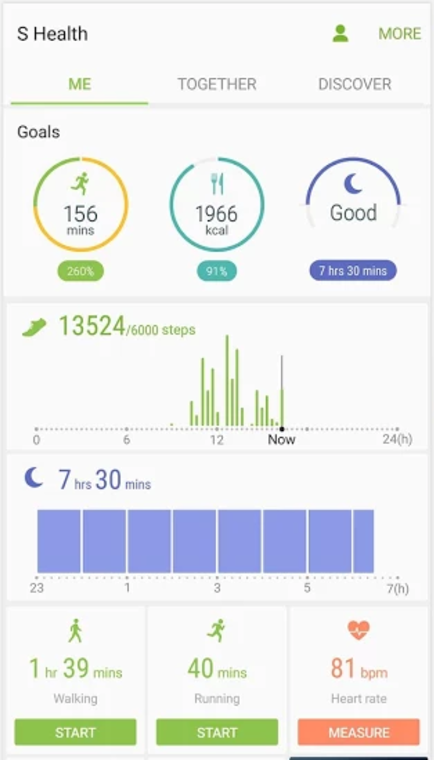 S Health MORE
ME TOGETHER DISCOVER
Goals
156 1966 Good
mins kcal
260% 91% 7 hrs 30 mins
13524/6000 steps
0 6 12 Now 24(h)
7 hrs 30 mins
23 1 3 5 7(h)
1 hr 39 mins 40 mins 81 bpm
Walking Running Heart rate
START START MEASURE